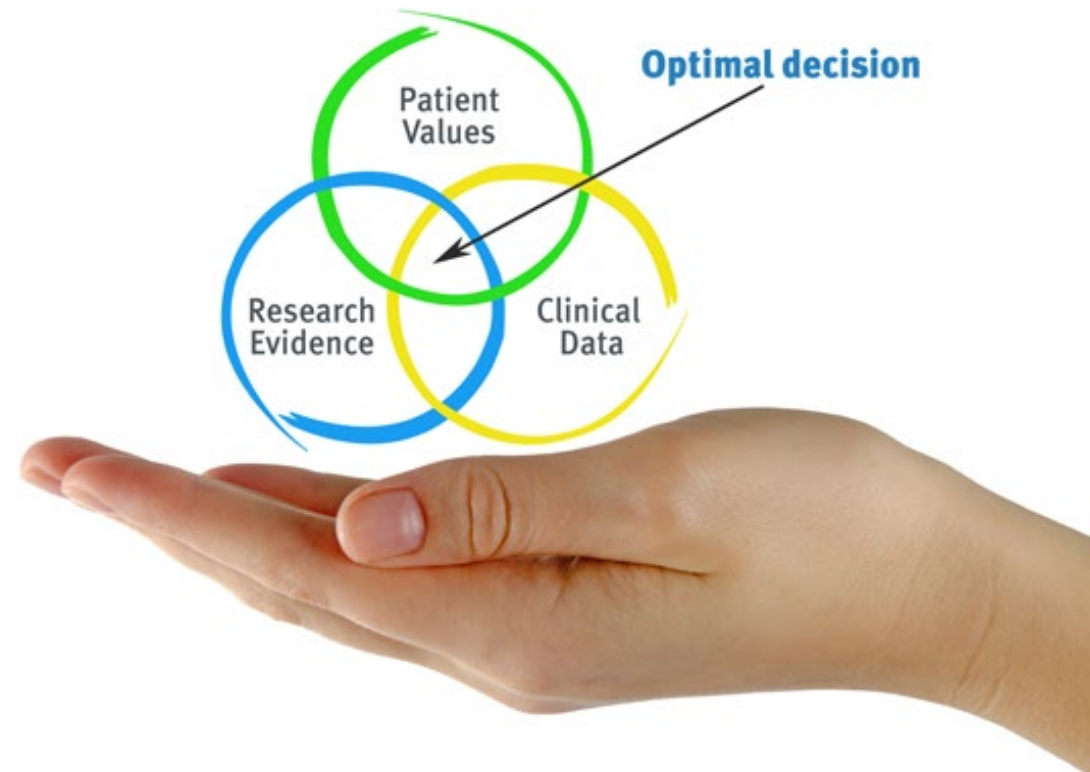 Optimal decision
Patient
Values
Research
Evidence
Clinical
Data